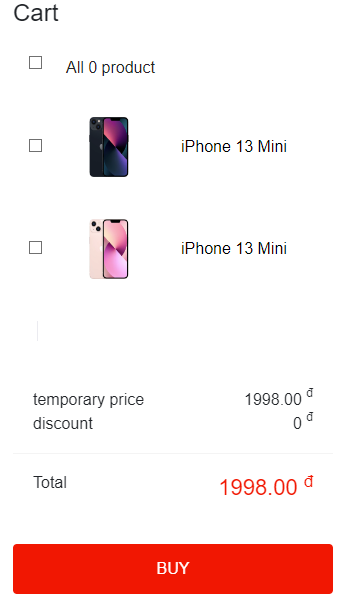 Cart
All 0 product
iPhone 13 Mini
iPhone 13 Mini
temporary price 1998.00 đ
discount 0 đ
Total 1998.00 đ
BUY